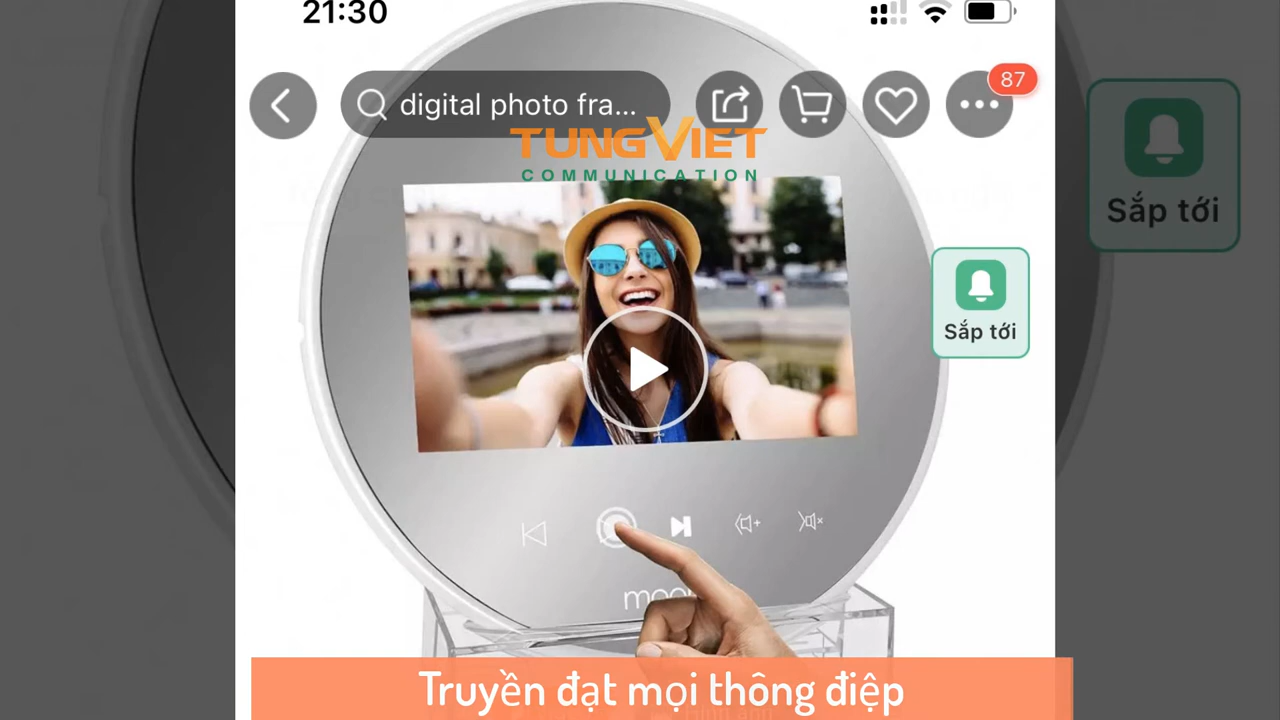 21:30
digital photo fra...
87
TUNGVIET
COMMUNICATION
Sắp tới
Sắp tới
Truyền đạt mọi thông điệp